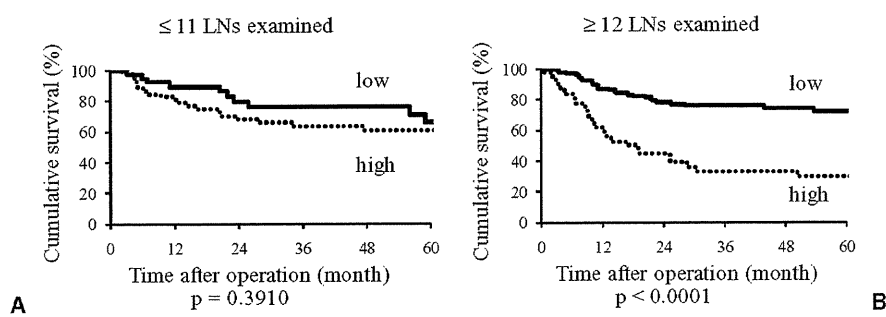 ≤ 11 LNs examined
Cumulative survival (%)
100
80
60
40
20
0
low
high
0 12 24 36 48 60
Time after operation (month)
p = 0.3910
A
≥ 12 LNs examined
Cumulative survival (%)
100
80
60
40
20
0
low
high
0 12 24 36 48 60
Time after operation (month)
p < 0.0001
B